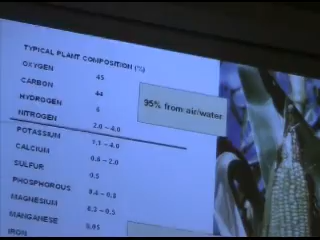 TYPICAL PLANT COMPOSITION (%)
OXYGEN 45
CARBON 44
HYDROGEN 6
NITROGEN 2.0 – 4.0
POTASSIUM 1.1 – 4.0
CALCIUM 0.8 – 2.0
SULFUR 0.5
PHOSPHOROUS 0.4 – 0.8
MAGNESIUM 0.3 – 0.5
MANGANESE 0.01
IRON
95% from air/water